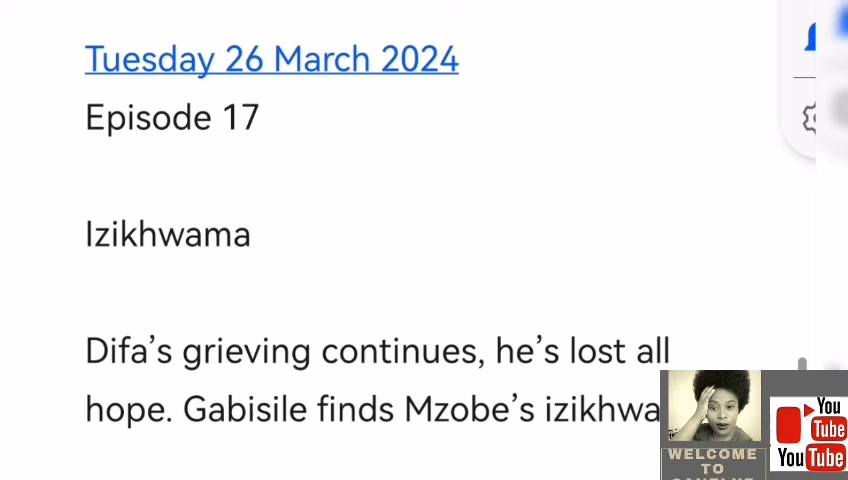 Tuesday 26 March 2024
Episode 17
Izikhwama
Difa’s grieving continues, he’s lost all
hope. Gabisile finds Mzobe’s izikhwa
You
Tube
YouTube
WELCOME
TO